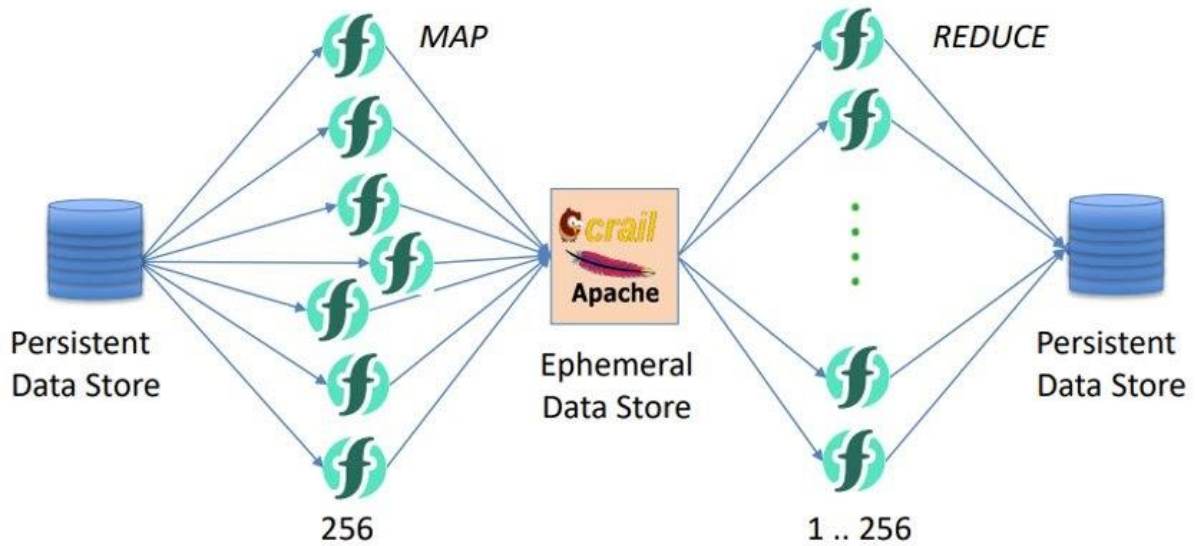 MAP
REDUCE
crail
Apache
Persistent
Data Store
Ephemeral
Data Store
Persistent
Data Store
256
1 .. 256